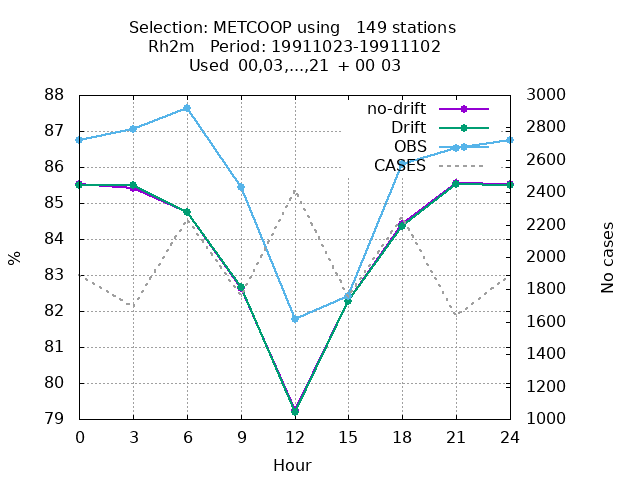 Selection: METCOOP using   149 stations
Rh2m   Period: 19911023-19911102
Used  00,03,...,21  + 00 03
88
87
86
85
84
83
82
81
80
79
%
3000
2800
2600
2400
2200
2000
1800
1600
1400
1200
1000
No cases
no-drift
Drift
OBS
CASES
0 3 6 9 12 15 18 21 24
Hour